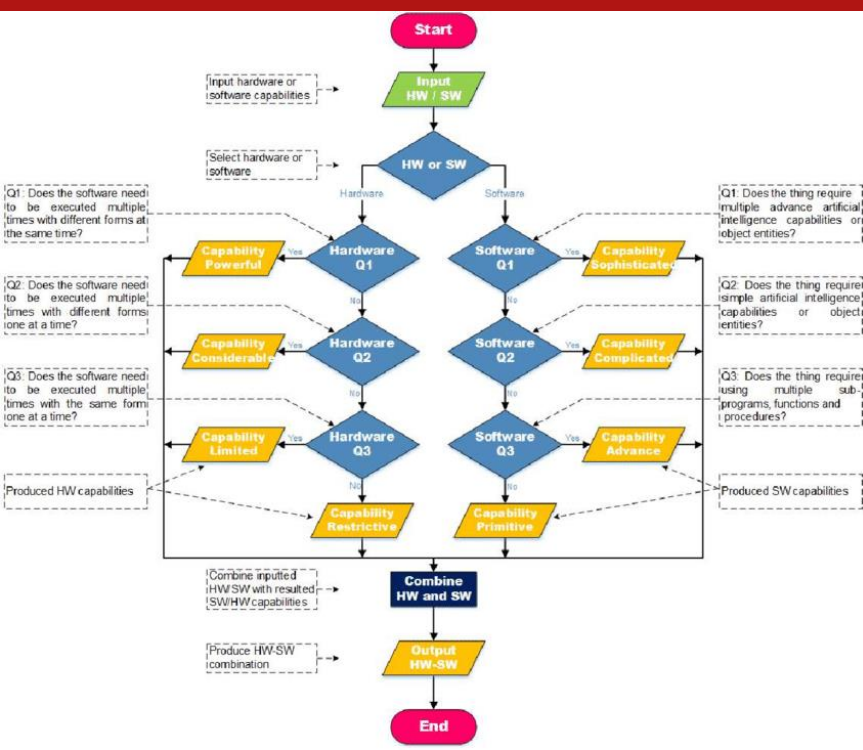 Start
Input hardware or
software capabilities
Input
HW / SW
Select hardware or
software
HW or SW
Hardware
Software
Q1: Does the software need
to be executed multiple
times with different forms at
the same time?
Q1: Does the thing require
multiple advance artificial
intelligence capabilities or
object entities?
Capability
Powerful
Yes
Hardware
Q1
Software
Q1
Yes
Capability
Sophisticated
No
No
Q2: Does the software need
to be executed multiple
times with different forms
one at a time?
Q2: Does the thing require
simple artificial intelligence
capabilities or object
entities?
Capability
Considerable
Yes
Hardware
Q2
Software
Q2
Yes
Capability
Complicated
No
No
Q3: Does the software need
to be executed multiple
times with the same form
one at a time?
Q3: Does the thing require
using multiple sub-
programs, functions and
procedures?
Capability
Limited
Yes
Hardware
Q3
Software
Q3
Yes
Capability
Advance
No
No
Produced HW capabilities
Produced SW capabilities
Capability
Restrictive
Capability
Primitive
Combine inputted
HW/SW with resulted
SW/HW capabilities
Combine
HW and SW
Produce HW-SW
combination
Output
HW-SW
End